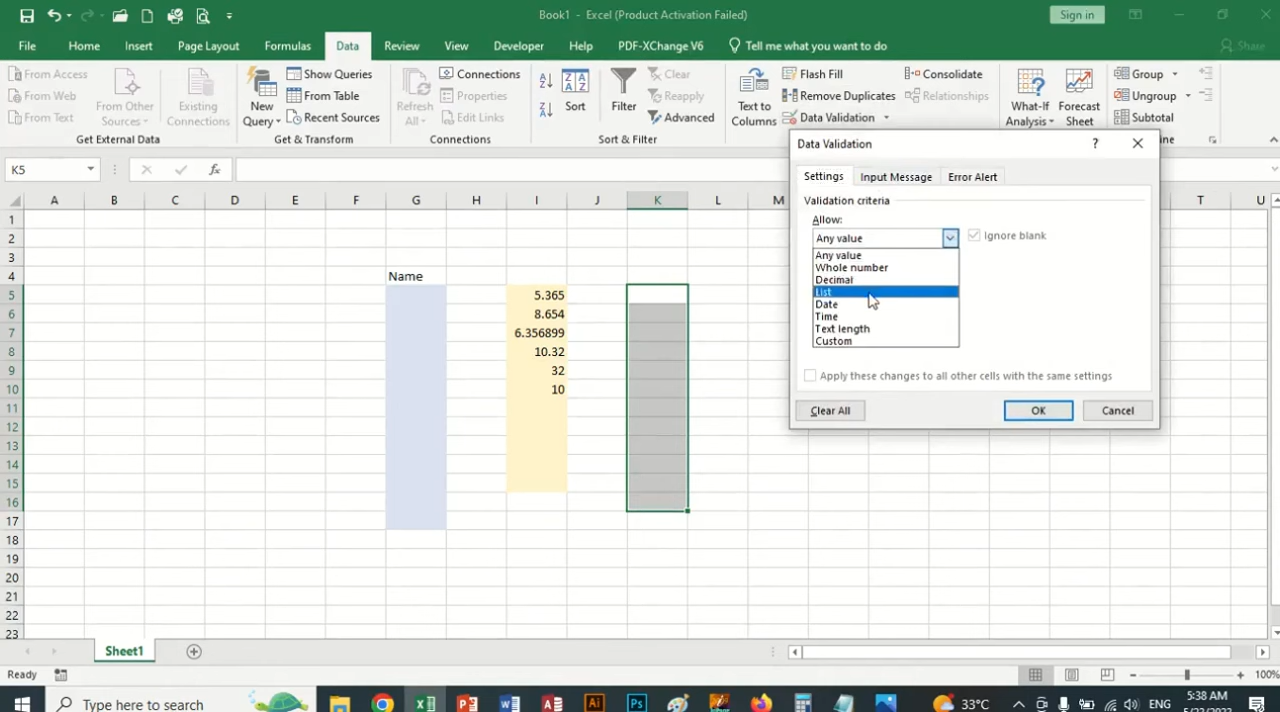 Book1 - Excel (Product Activation Failed)
Sign in
File Home Insert Page Layout Formulas Data Review View Developer Help PDF-XChange V6 Tell me what you want to do Share
From Access
From Web
From Text
From Other
Sources
Existing
Connections
Get External Data
New
Query
Show Queries
From Table
Recent Sources
Get & Transform
Refresh
All
Connections
Properties
Edit Links
Connections
Sort
Filter
Clear
Reapply
Advanced
Sort & Filter
Text to
Columns
Flash Fill
Remove Duplicates
Data Validation
Consolidate
Relationships
What-If
Analysis
Forecast
Sheet
Group
Ungroup
Subtotal
ine
K5
fx
A B C D E F G H I J K L M T U
1
2
3
4 Name
5 5.365
6 8.654
7 6.356899
8 10.32
9 32
10 10
11
12
13
14
15
16
17
18
19
20
21
22
23
Data Validation ?
Settings Input Message Error Alert
Validation criteria
Allow:
Any value
Ignore blank
Any value
Whole number
Decimal
List
Date
Time
Text length
Custom
Apply these changes to all other cells with the same settings
Clear All OK Cancel
Sheet1
Ready
100%
Type here to search
33°C
ENG
5:38 AM